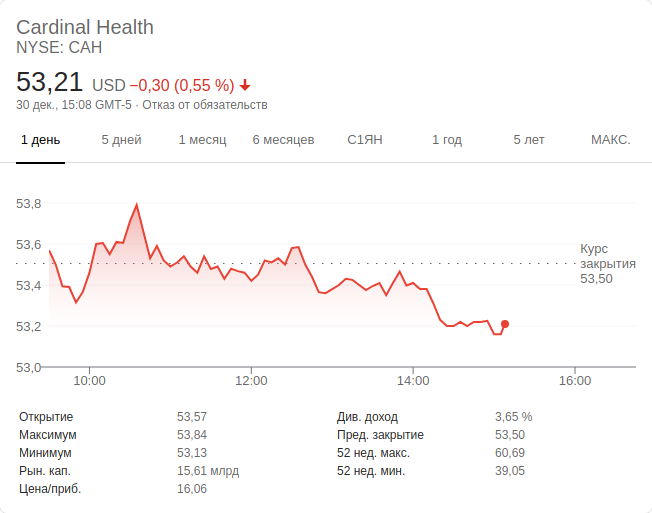 Cardinal Health
NYSE: CAH
53,21 USD −0,30 (0,55 %)
30 дек., 15:08 GMT-5 · Отказ от обязательств
1 день 5 дней 1 месяц 6 месяцев С1ЯН 1 год 5 лет МАКС.
53,8
53,6
53,4
53,2
53,0
Курс
закрытия
53,50
10:00 12:00 14:00 16:00
Открытие 53,57 Див. доход 3,65 %
Максимум 53,84 Пред. закрытие 53,50
Минимум 53,13 52 нед. макс. 60,69
Рын. кап. 15,61 млрд 52 нед. мин. 39,05
Цена/приб. 16,06